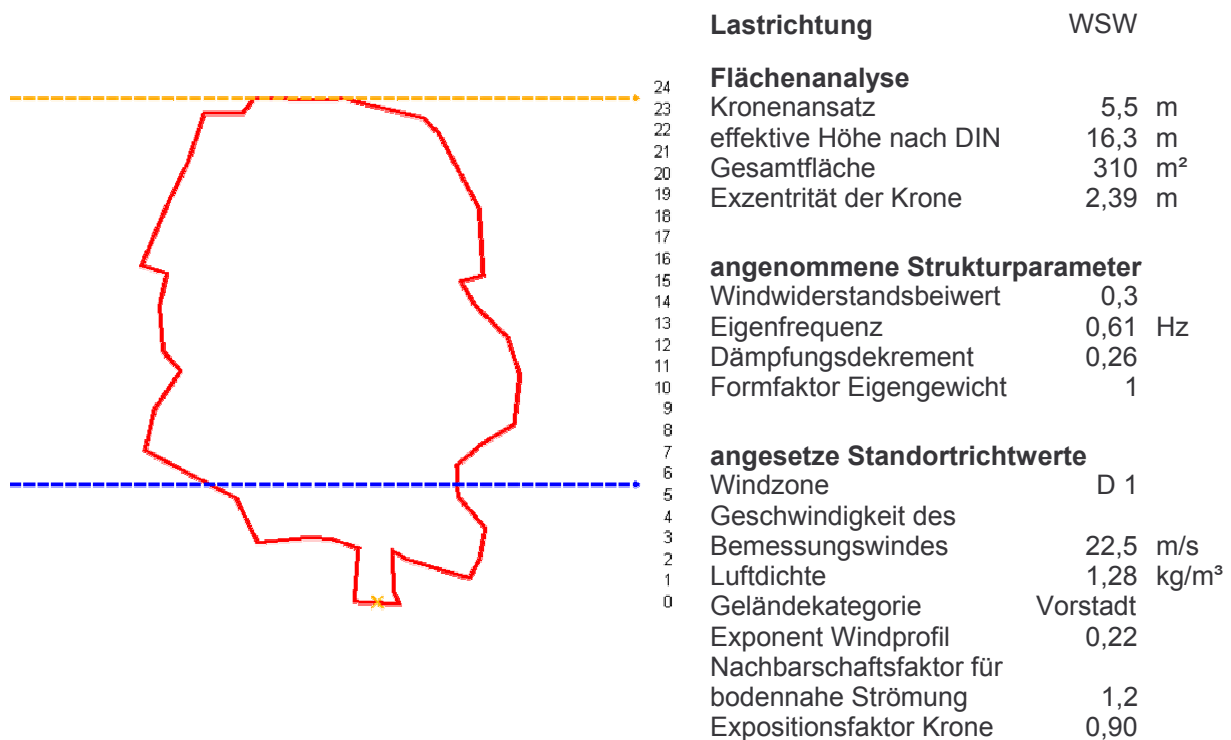 Lastrichtung WSW
Flächenanalyse
Kronenansatz 5,5 m
effektive Höhe nach DIN 16,3 m
Gesamtfläche 310 m²
Exzentrität der Krone 2,39 m
angenommene Strukturparameter
Windwiderstandsbeiwert 0,3
Eigenfrequenz 0,61 Hz
Dämpfungsdekrement 0,26
Formfaktor Eigengewicht 1
angesetze Standortrichtwerte
Windzone D 1
Geschwindigkeit des
Bemessungswindes 22,5 m/s
Luftdichte 1,28 kg/m³
Geländekategorie Vorstadt
Exponent Windprofil 0,22
Nachbarschaftsfaktor für
bodennahe Strömung 1,2
Expositionsfaktor Krone 0,90
24
23
22
21
20
19
18
17
16
15
14
13
12
11
10
9
8
7
6
5
4
3
2
1
0